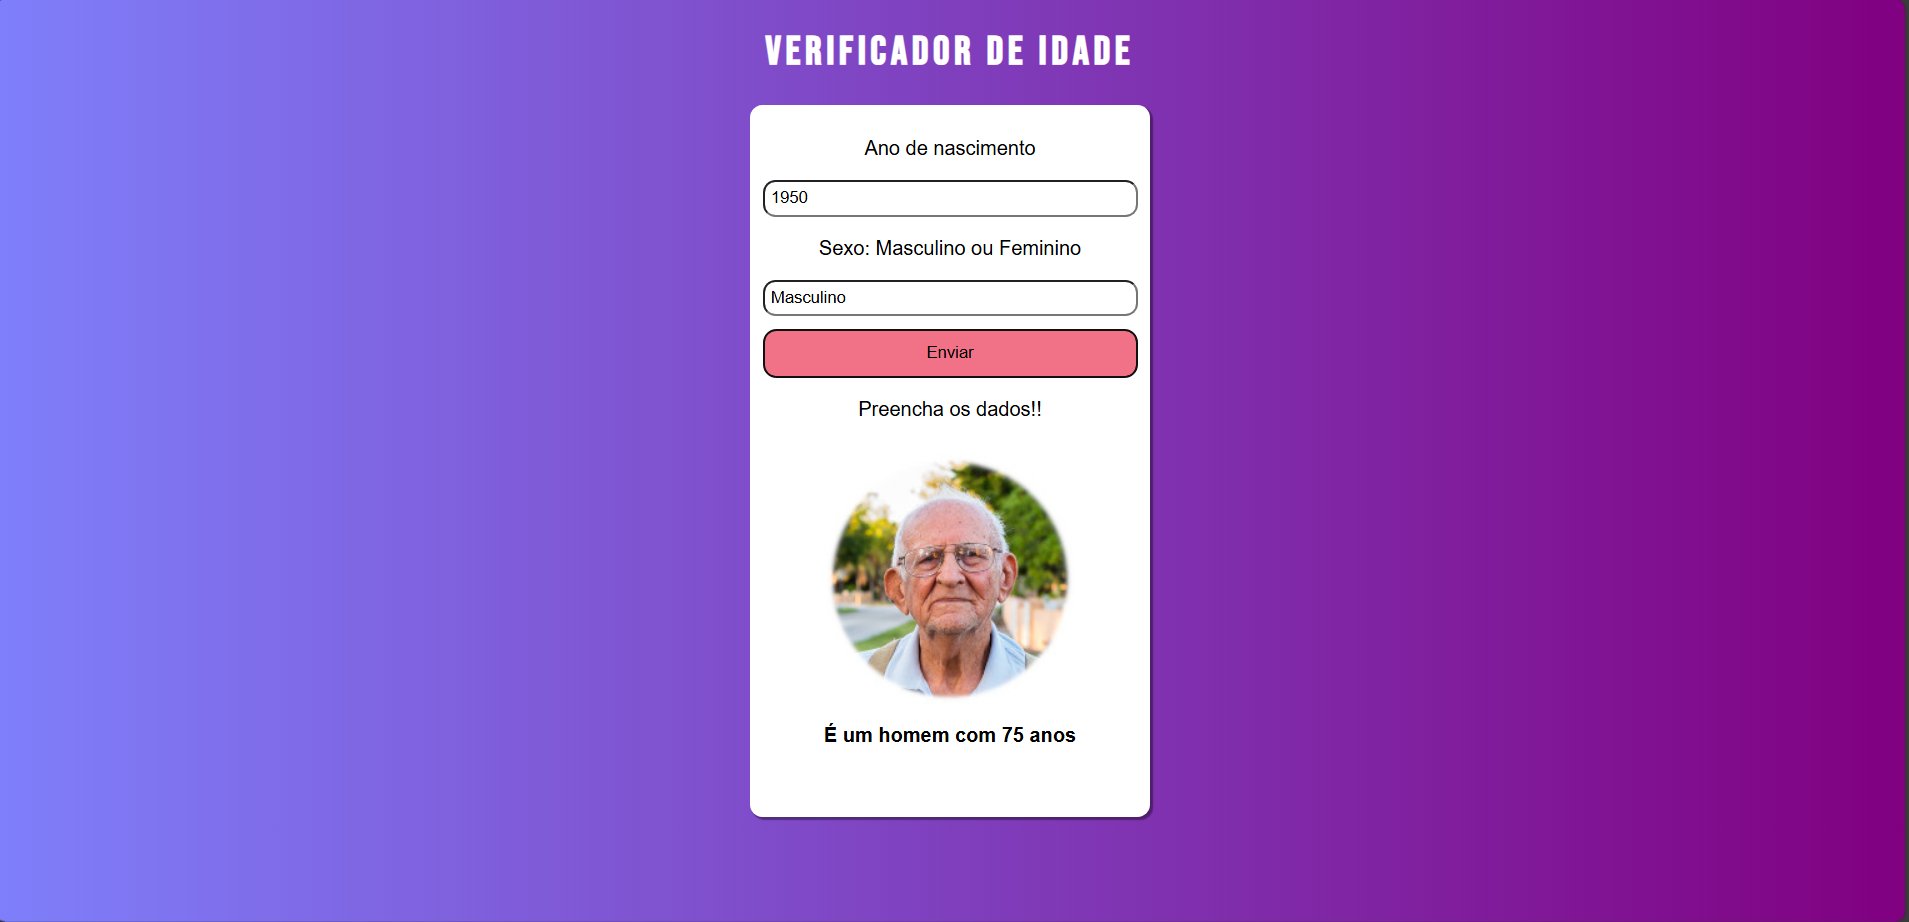 VERIFICADOR DE IDADE
Ano de nascimento
1950
Sexo: Masculino ou Feminino
Masculino
Enviar
Preencha os dados!!
É um homem com 75 anos